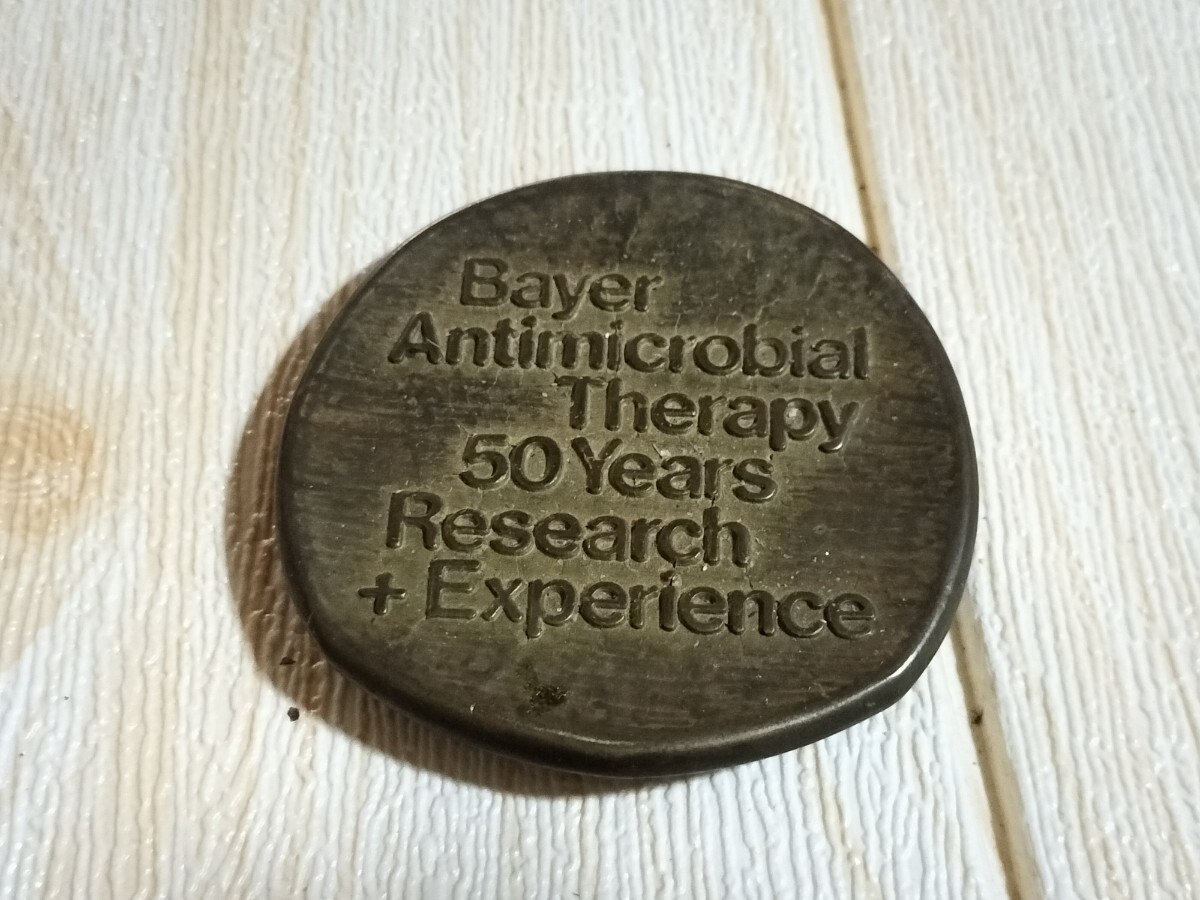 Bayer
Antimicrobial
Therapy
50 Years
Research
+ Experience